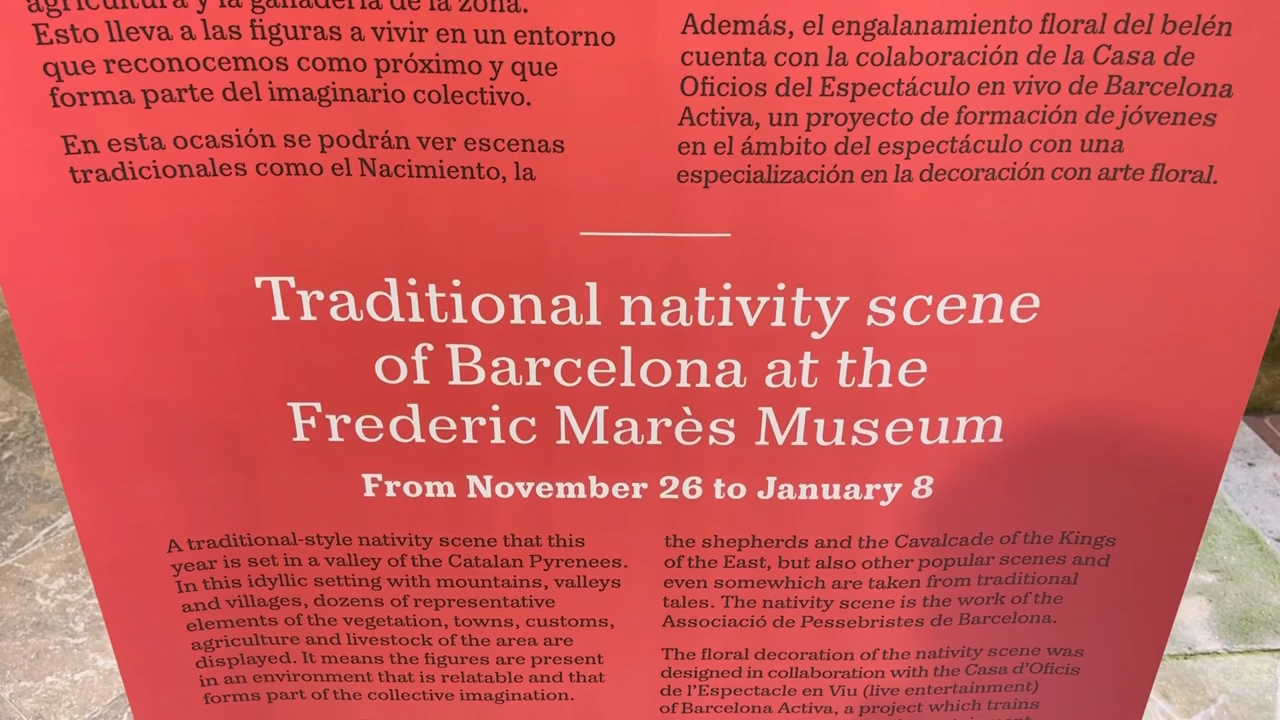 agricultura y la ganadería de la zona.
Esto lleva a las figuras a vivir en un entorno
que reconocemos como próximo y que
forma parte del imaginario colectivo.
En esta ocasión se podrán ver escenas
tradicionales como el Nacimiento, la
Además, el engalanamiento floral del belén
cuenta con la colaboración de la Casa de
Oficios del Espectáculo en vivo de Barcelona
Activa, un proyecto de formación de jóvenes
en el ámbito del espectáculo con una
especialización en la decoración con arte floral.
Traditional nativity scene
of Barcelona at the
Frederic Marès Museum
From November 26 to January 8
A traditional-style nativity scene that this
year is set in a valley of the Catalan Pyrenees.
In this idyllic setting with mountains, valleys
and villages, dozens of representative
elements of the vegetation, towns, customs,
agriculture and livestock of the area are
displayed. It means the figures are present
in an environment that is relatable and that
forms part of the collective imagination.
the shepherds and the Cavalcade of the Kings
of the East, but also other popular scenes and
even somewhich are taken from traditional
tales. The nativity scene is the work of the
Associació de Pessebristes de Barcelona.
The floral decoration of the nativity scene was
designed in collaboration with the Casa d'Oficis
de l'Espectacle en Viu (live entertainment)
of Barcelona Activa, a project which trains